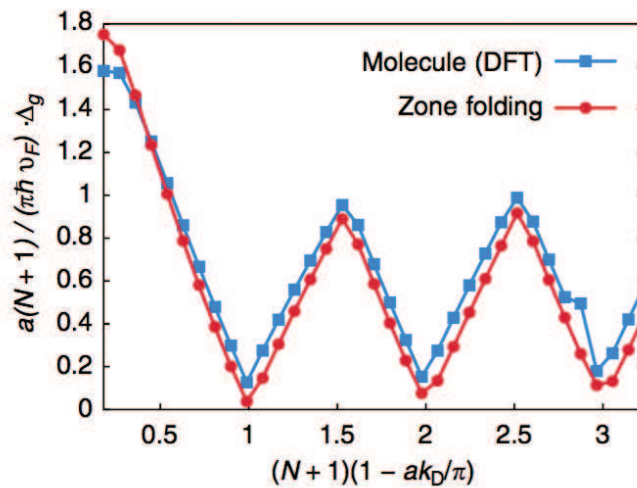 1.8
1.6
1.4
1.2
1
0.8
0.6
0.4
0.2
0
a(N + 1) / (πħ υF) ·Δg
Molecule (DFT)
Zone folding
0.5 1 1.5 2 2.5 3
(N + 1)(1 − akD/π)